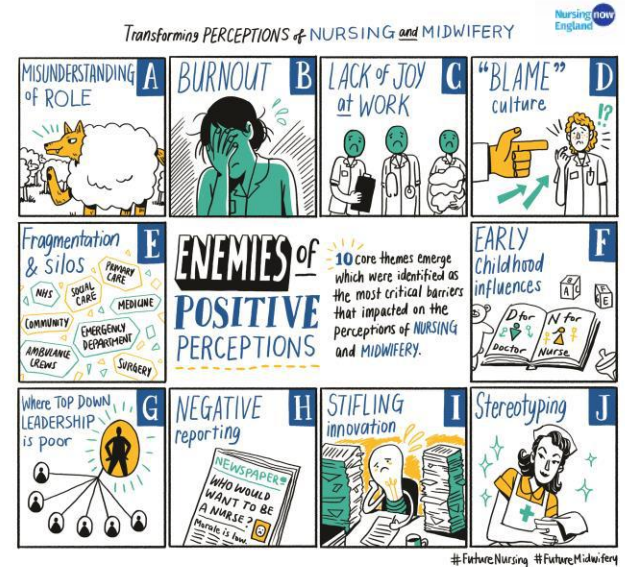 Nursing now
England
Transforming PERCEPTIONS of NURSING and MIDWIFERY
MISUNDERSTANDING
of ROLE
A
BURNOUT
B
LACK of JOY
at WORK
C
"BLAME"
culture
D
!?
Fragmentation
& SILOS
E
NHS
SOCIAL
CARE
PRIMARY
CARE
MEDICINE
COMMUNITY
EMERGENCY
DEPARTMENT
AMBULANCE
CREWS
SURGERY
ENEMIES of
POSITIVE
PERCEPTIONS
10 core themes emerge
which were identified as
the most critical barriers
that impacted on the
perceptions of NURSING
and MIDWIFERY.
EARLY
childhood
influences
F
A
B
C
F
E
D for
Doctor
N for
Nurse
Where TOP DOWN
LEADERSHIP
is poor
G
NEGATIVE
reporting
H
NEWSPAPER
WHO WOULD
WANT TO BE
A NURSE?
Morale is low.
STIFLING
innovation
I
Stereotyping
J
#FutureNursing #FutureMidwifery